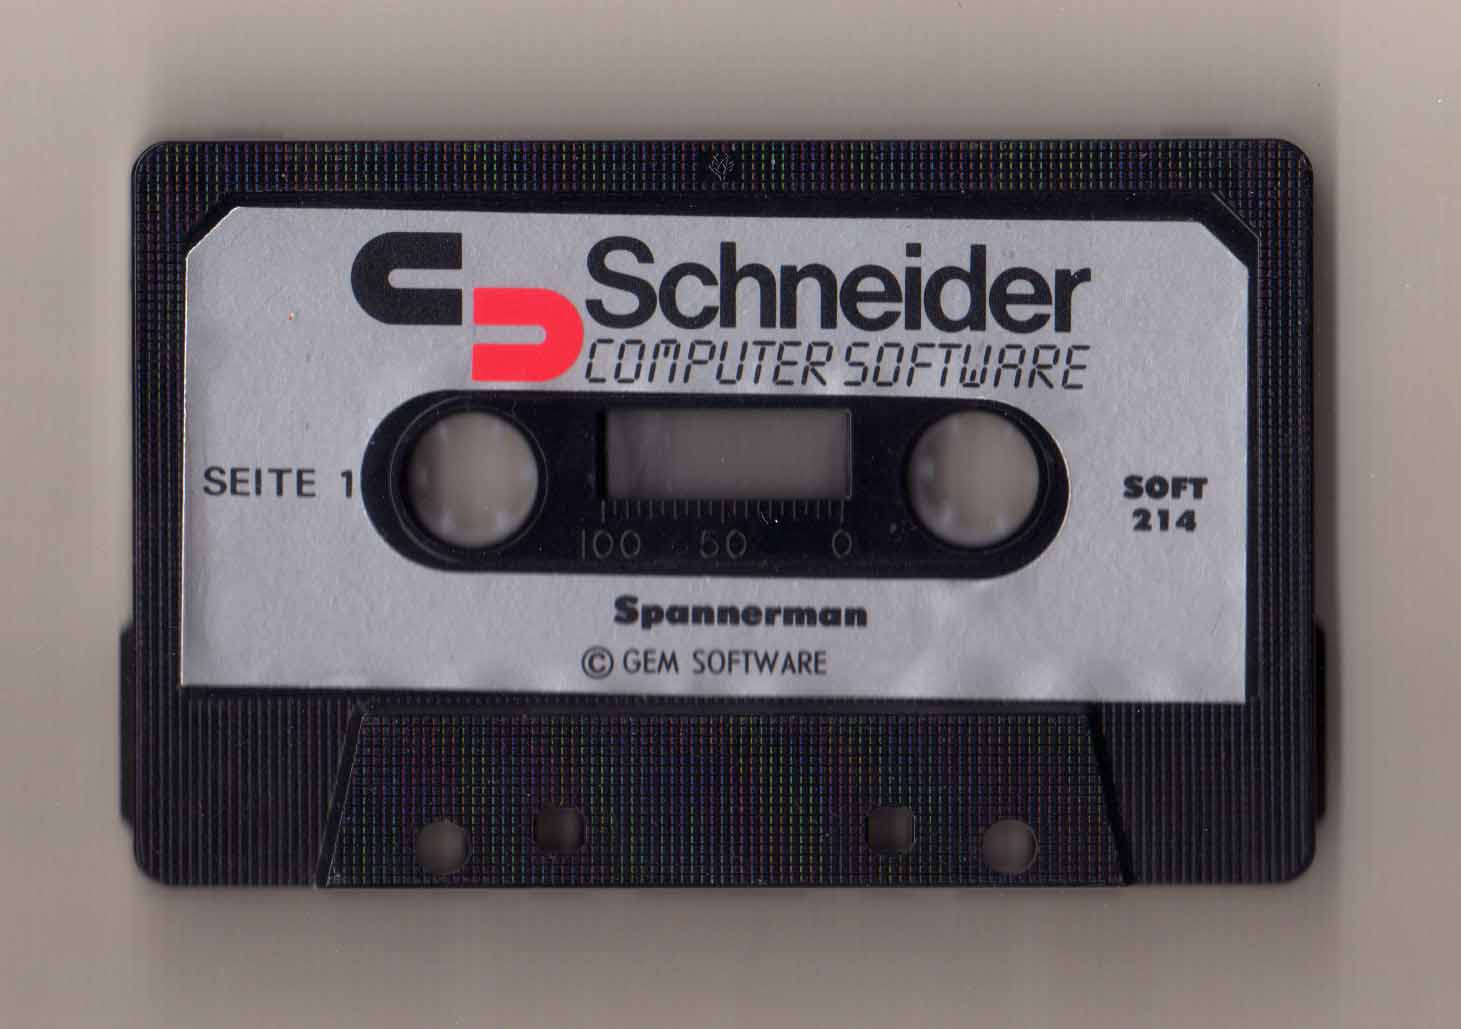 Schneider
COMPUTER SOFTWARE
SEITE 1
SOFT
214
100 50 0
Spannerman
© GEM SOFTWARE